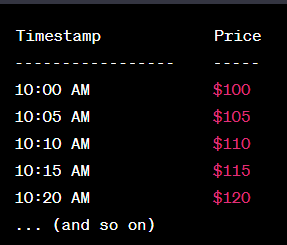 Timestamp Price
----------------- -----
10:00 AM $100
10:05 AM $105
10:10 AM $110
10:15 AM $115
10:20 AM $120
... (and so on)